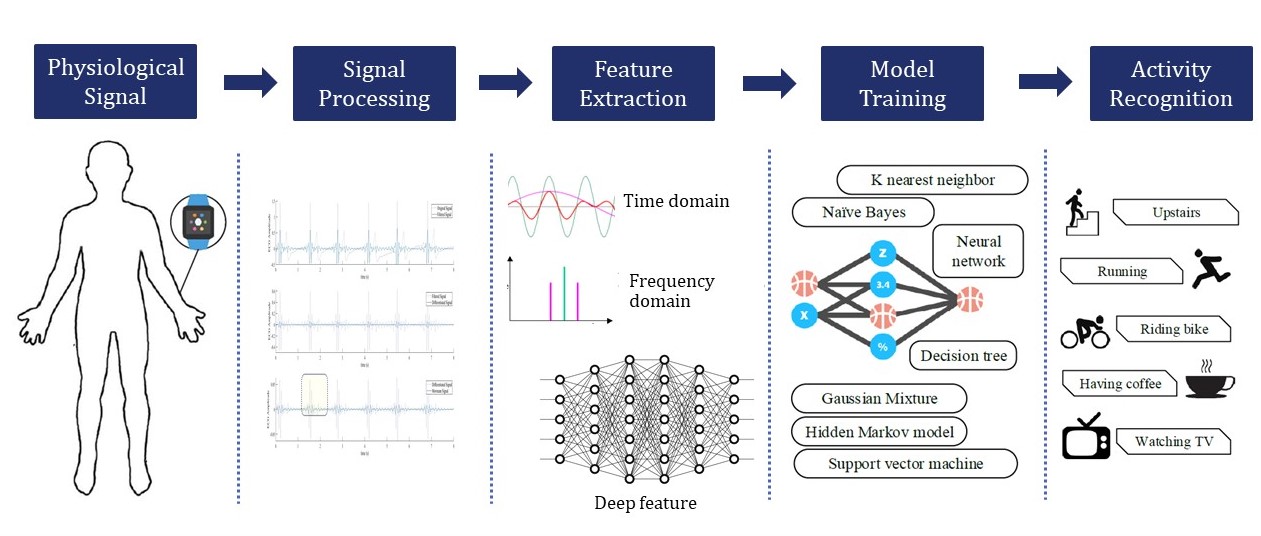 Physiological
Signal
Signal
Processing
Feature
Extraction
Model
Training
Activity
Recognition
Time domain
Frequency
domain
Deep feature
K nearest neighbor
Naïve Bayes
Neural
network
Z
3.4
X
%
Decision tree
Gaussian Mixture
Hidden Markov model
Support vector machine
Upstairs
Running
Riding bike
Having coffee
Watching TV